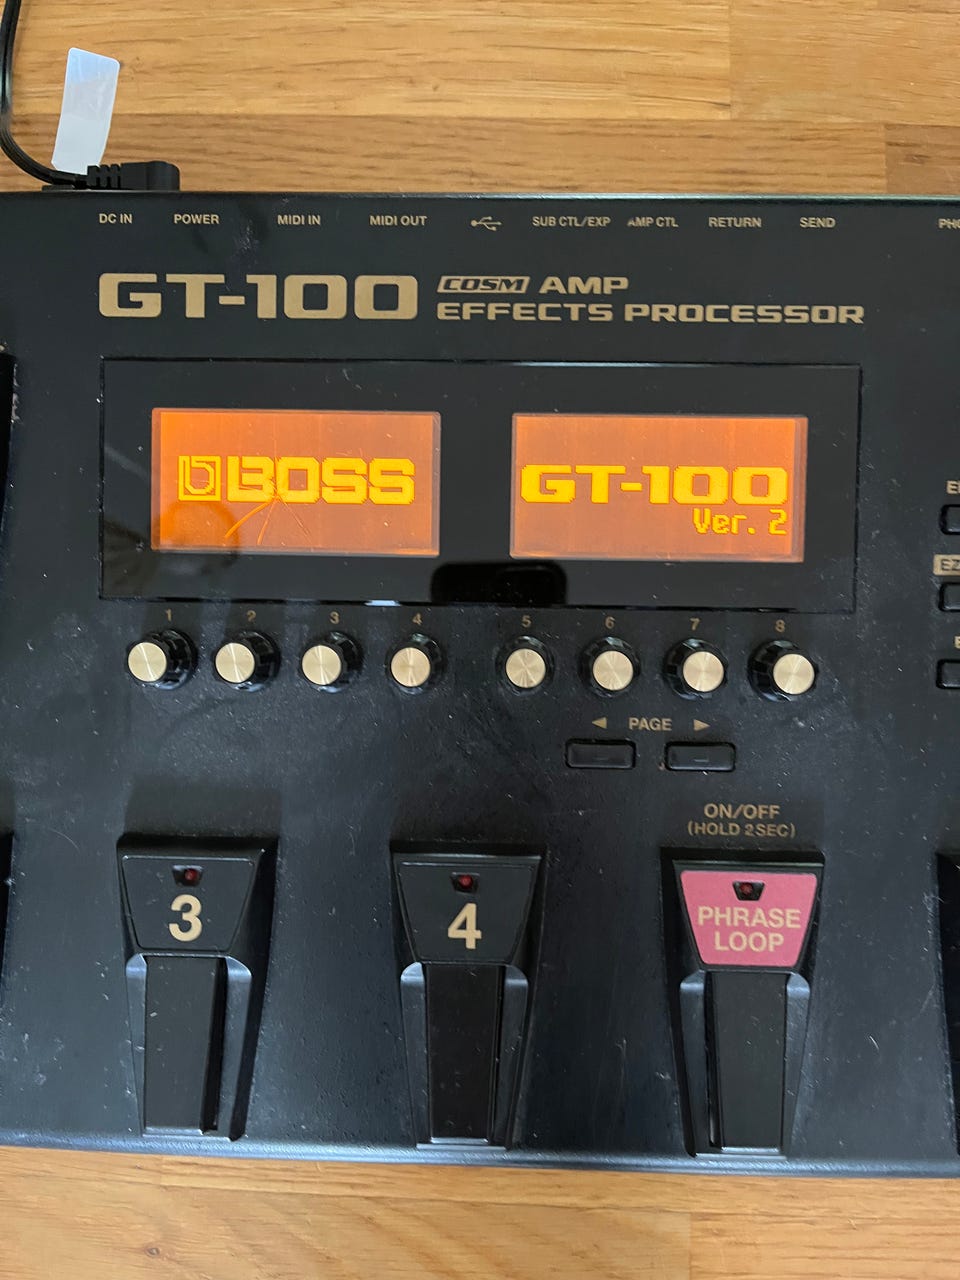 DC IN POWER MIDI IN MIDI OUT SUB CTL/EXP AMP CTL RETURN SEND
GT-100 COSM AMP
EFFECTS PROCESSOR
BOSS GT-100
Ver. 2
1 2 3 4 5 6 7 8
◄ PAGE ►
ON/OFF
(HOLD 2SEC)
3 4 PHRASE
LOOP